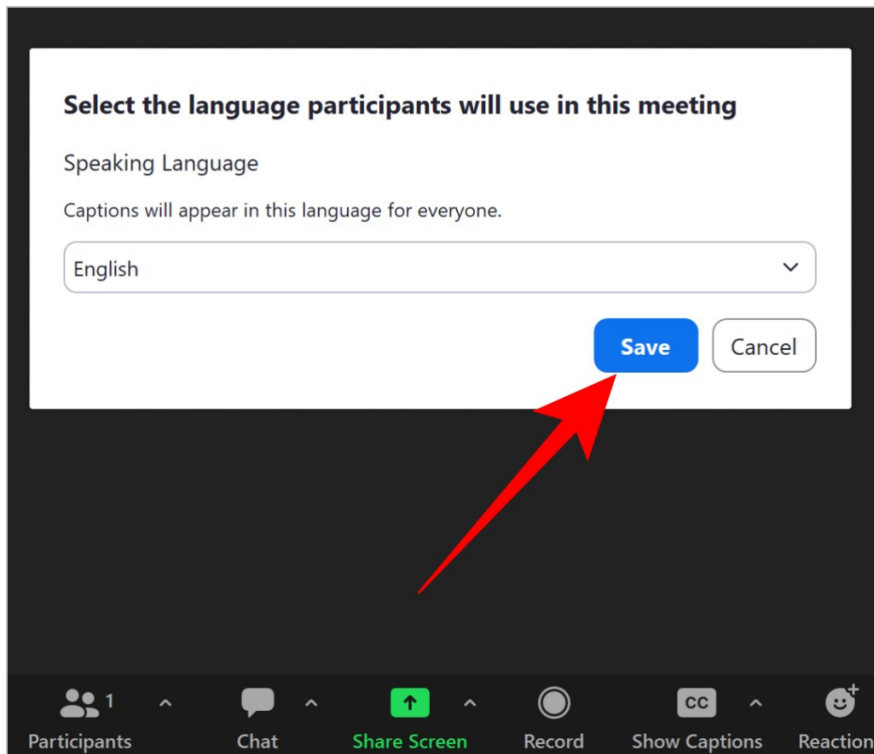 Select the language participants will use in this meeting
Speaking Language
Captions will appear in this language for everyone.
English
Save Cancel
1
CC
Participants Chat Share Screen Record Show Captions Reaction